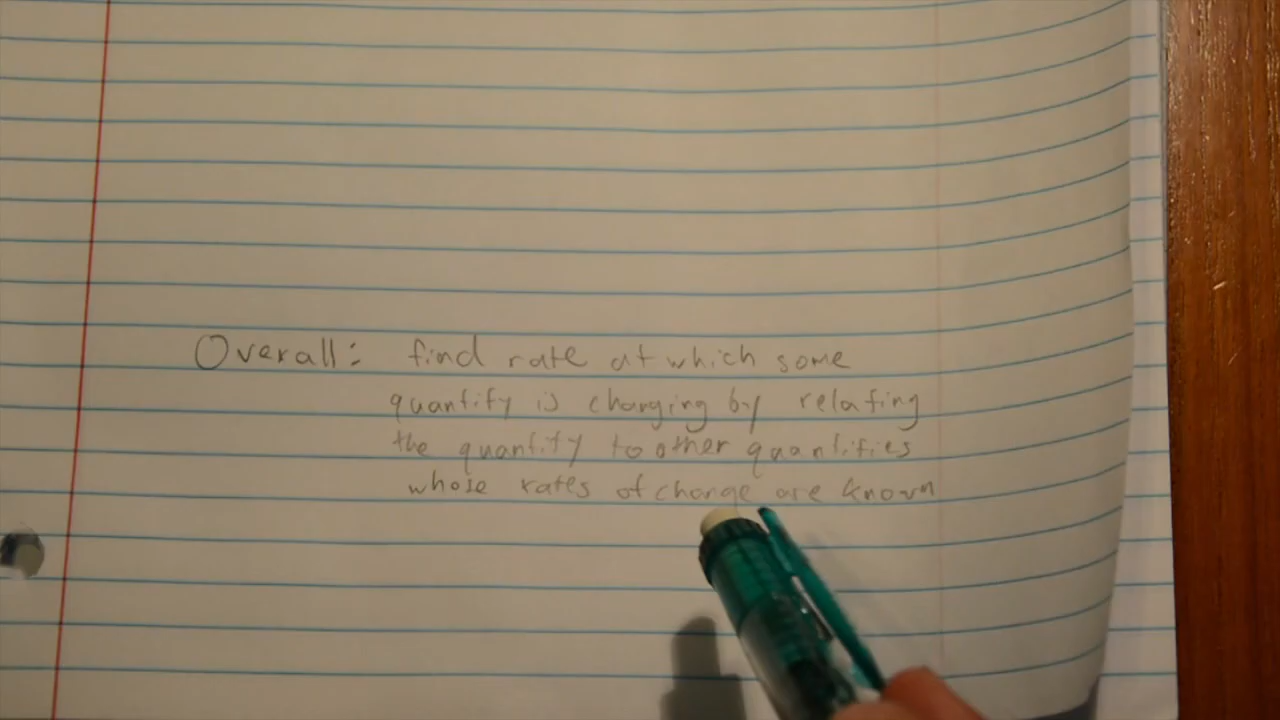 Overall: find rate at which some
quantity is changing by relating
the quantity to other quantities
whose rates of change are known